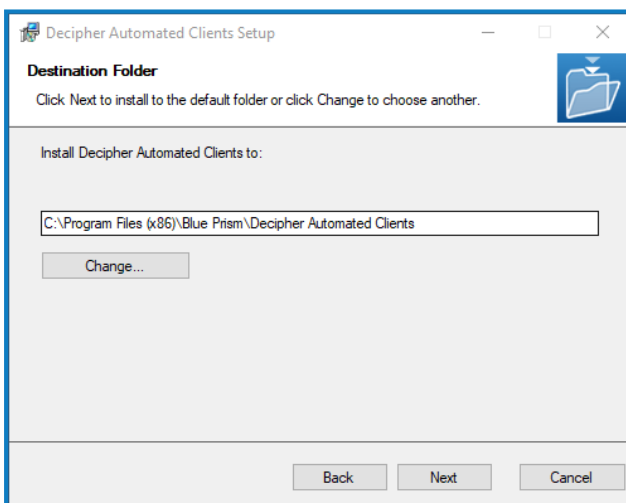 Decipher Automated Clients Setup
Destination Folder
Click Next to install to the default folder or click Change to choose another.
Install Decipher Automated Clients to:
C:\Program Files (x86)\Blue Prism\Decipher Automated Clients
Change...
Back Next Cancel